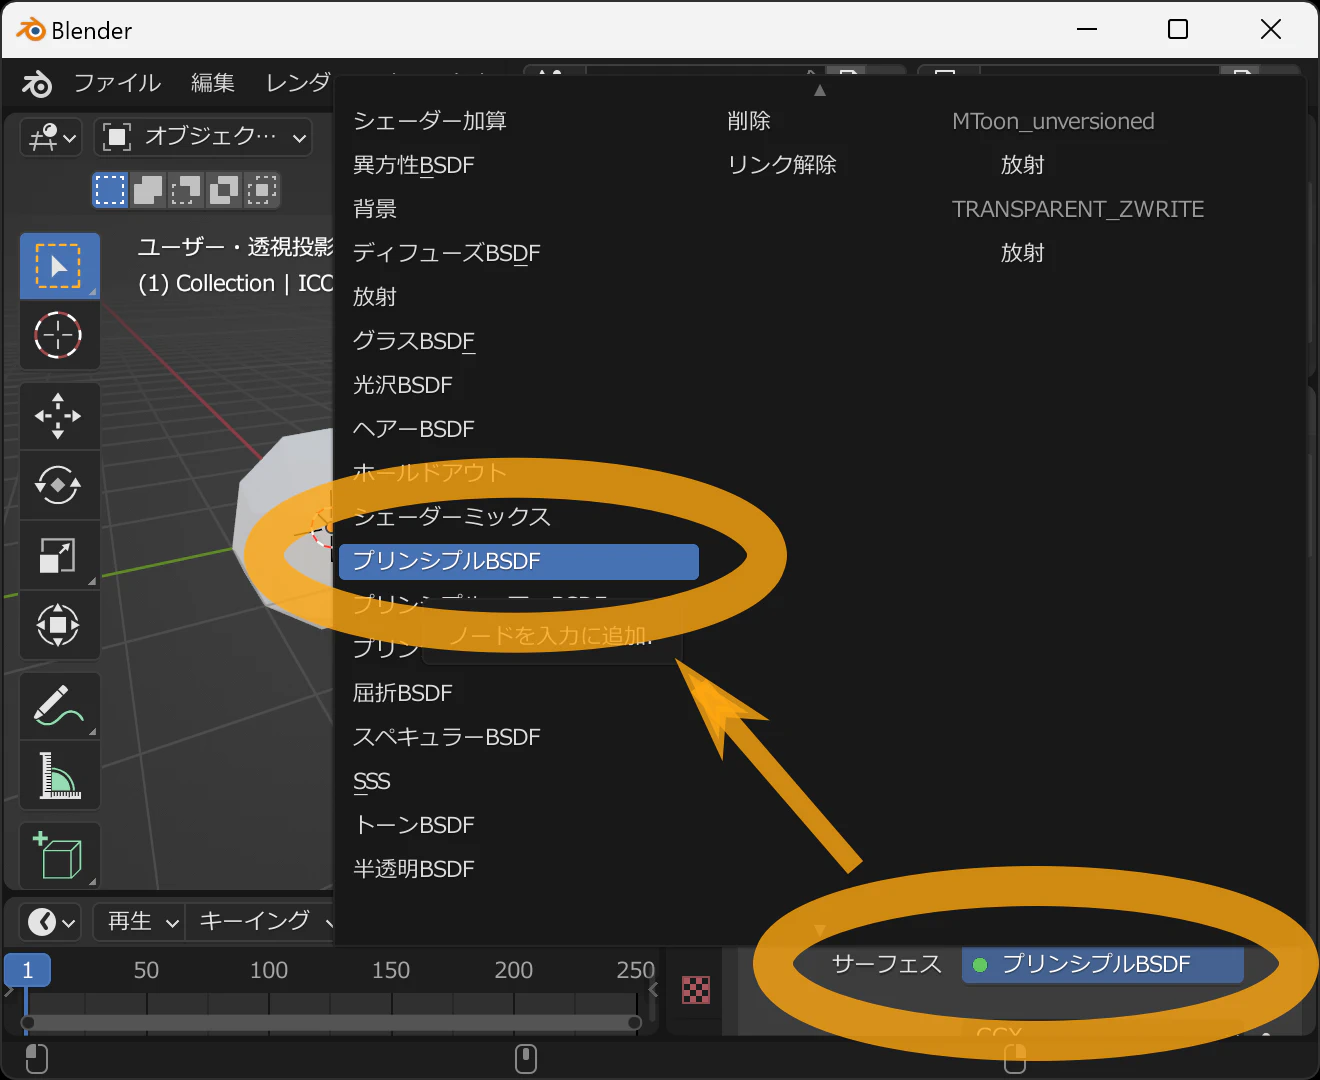 Blender
ファイル 編集 レンダ
オブジェク…
ユーザー・透視投影
(1) Collection | ICO
シェーダー加算
異方性BSDF
背景
ディフューズBSDF
放射
グラスBSDF
光沢BSDF
ヘアーBSDF
ホールドアウト
シェーダーミックス
プリンシプルBSDF
プリン
屈折BSDF
スペキュラーBSDF
SSS
トーンBSDF
半透明BSDF
ノードを入力に追加.
削除
リンク解除
MToon_unversioned
放射
TRANSPARENT_ZWRITE
放射
再生 キーイング
1 50 100 150 200 250
サーフェス プリンシプルBSDF